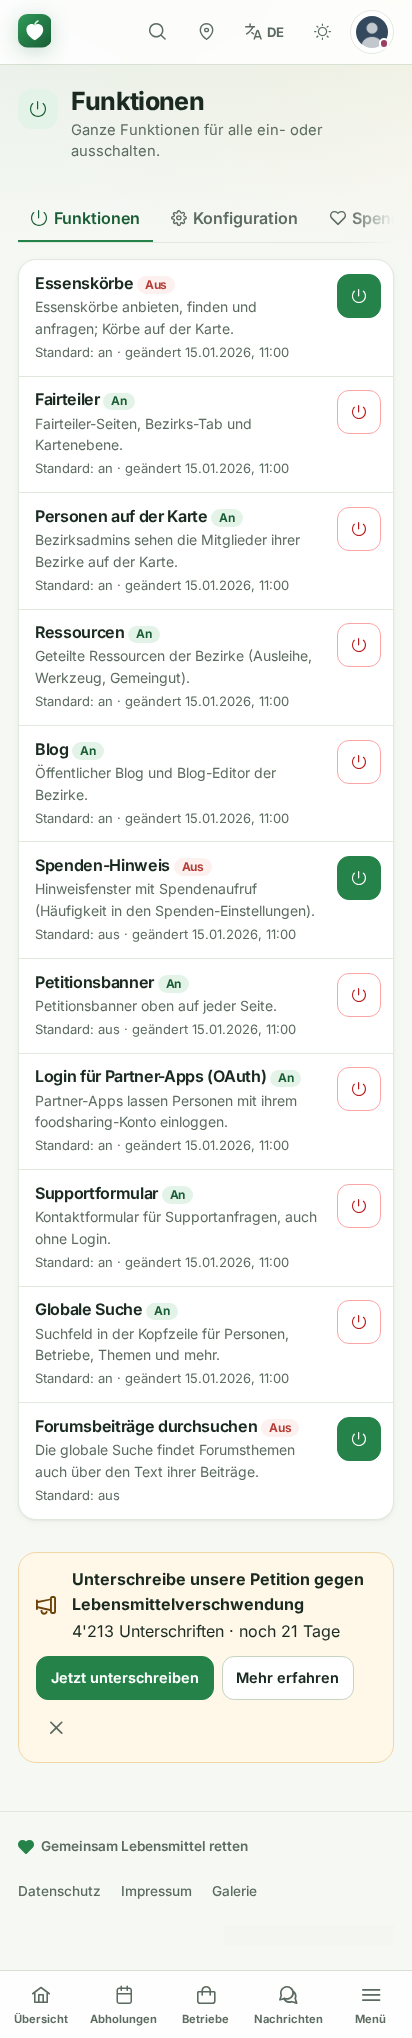 DE
Funktionen
Ganze Funktionen für alle ein- oder
ausschalten.
Funktionen
Konfiguration
Essenskörbe Aus
Essenskörbe anbieten, finden und
anfragen; Körbe auf der Karte.
Standard: an · geändert 15.01.2026, 11:00
Fairteiler An
Fairteiler-Seiten, Bezirks-Tab und
Kartenebene.
Standard: an · geändert 15.01.2026, 11:00
Personen auf der Karte An
Bezirksadmins sehen die Mitglieder ihrer
Bezirke auf der Karte.
Standard: an · geändert 15.01.2026, 11:00
Ressourcen An
Geteilte Ressourcen der Bezirke (Ausleihe,
Werkzeug, Gemeingut).
Standard: an · geändert 15.01.2026, 11:00
Blog An
Öffentlicher Blog und Blog-Editor der
Bezirke.
Standard: an · geändert 15.01.2026, 11:00
Spenden-Hinweis Aus
Hinweisfenster mit Spendenaufruf
(Häufigkeit in den Spenden-Einstellungen).
Standard: aus · geändert 15.01.2026, 11:00
Petitionsbanner An
Petitionsbanner oben auf jeder Seite.
Standard: aus · geändert 15.01.2026, 11:00
Login für Partner-Apps (OAuth) An
Partner-Apps lassen Personen mit ihrem
foodsharing-Konto einloggen.
Standard: an · geändert 15.01.2026, 11:00
Supportformular An
Kontaktformular für Supportanfragen, auch
ohne Login.
Standard: an · geändert 15.01.2026, 11:00
Globale Suche An
Suchfeld in der Kopfzeile für Personen,
Betriebe, Themen und mehr.
Standard: an · geändert 15.01.2026, 11:00
Forumsbeiträge durchsuchen Aus
Die globale Suche findet Forumsthemen
auch über den Text ihrer Beiträge.
Standard: aus
Unterschreibe unsere Petition gegen
Lebensmittelverschwendung
4'213 Unterschriften · noch 21 Tage
Jetzt unterschreiben
Mehr erfahren
Gemeinsam Lebensmittel retten
Datenschutz Impressum Galerie
Übersicht Abholungen Betriebe Nachrichten Menü